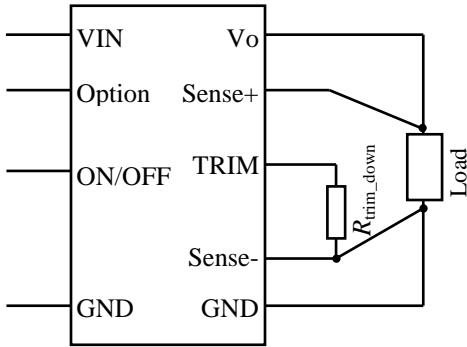 VIN Vo
Option Sense+
ON/OFF TRIM
Sense-
GND GND
Rtrim_down
Load